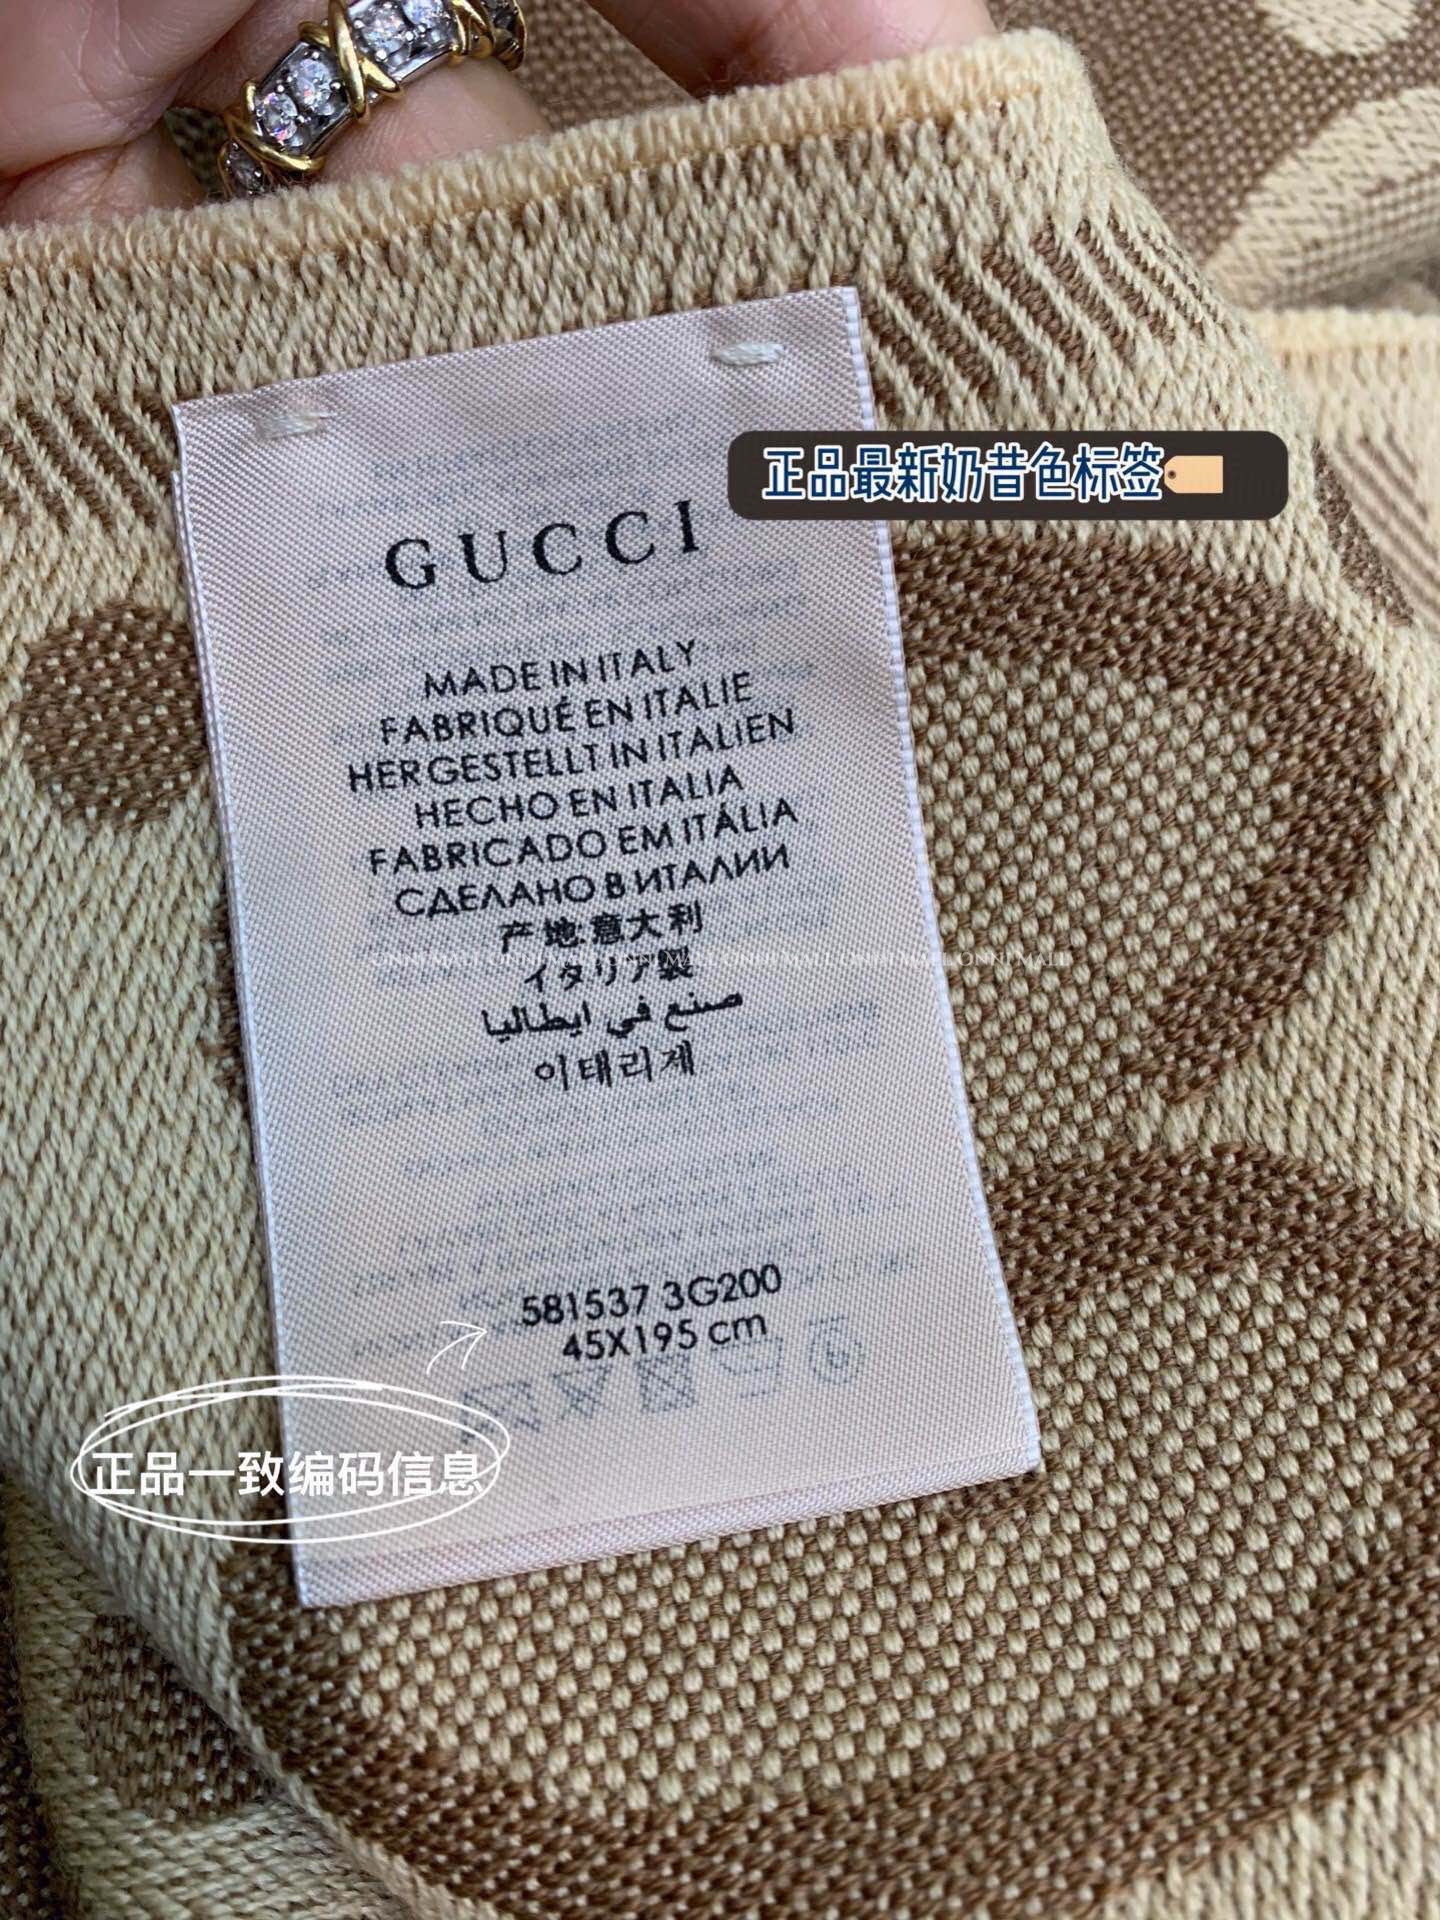 正品最新奶昔色标签
GUCCI
MADE IN ITALY
FABRIQUÉ EN ITALIE
HERGESTELLT IN ITALIEN
HECHO EN ITALIA
FABRICADO EM ITÁLIA
СДЕЛАНО В ИТАЛИИ
产地:意大利
イタリア製
صنع في ايطاليا
이태리제
581537 3G200
45X195 cm
正品一致编码信息